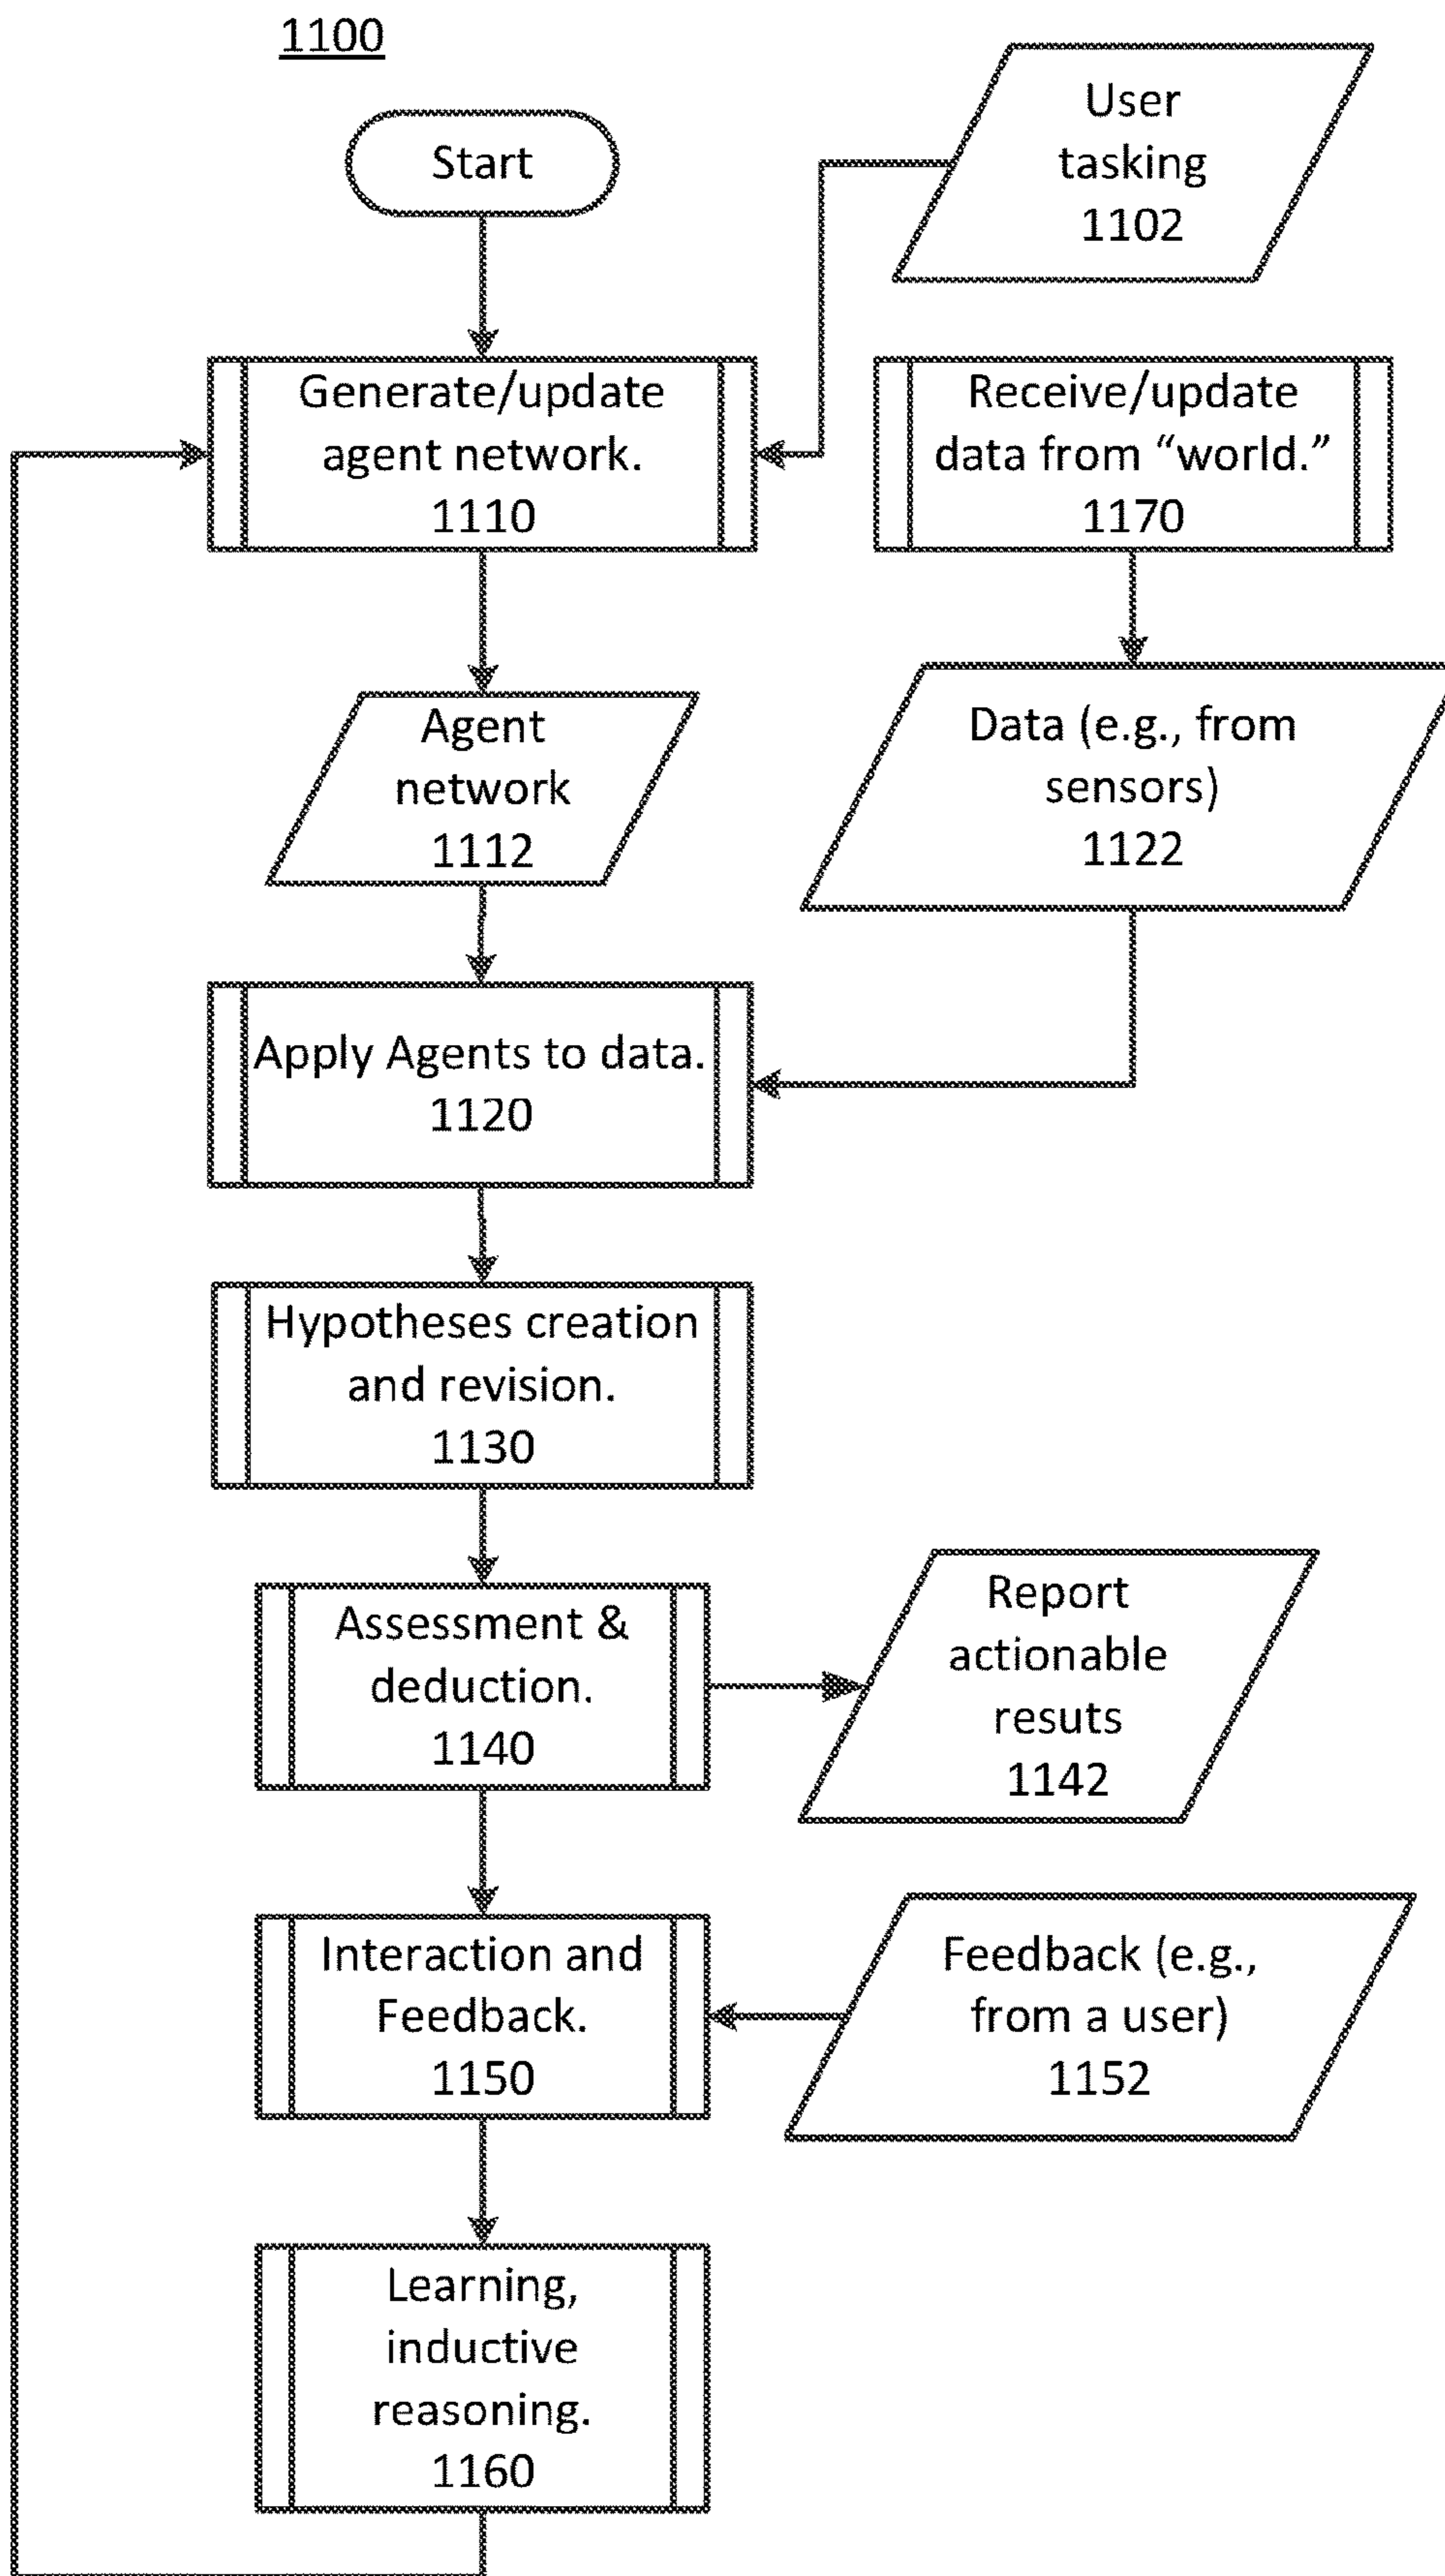 1100
Start
User
tasking
1102
Generate/update
agent network.
1110
Receive/update
data from “world.”
1170
Agent
network
1112
Data (e.g., from
sensors)
1122
Apply Agents to data.
1120
Hypotheses creation
and revision.
1130
Assessment &
deduction.
1140
Report
actionable
resuts
1142
Interaction and
Feedback.
1150
Feedback (e.g.,
from a user)
1152
Learning,
inductive
reasoning.
1160